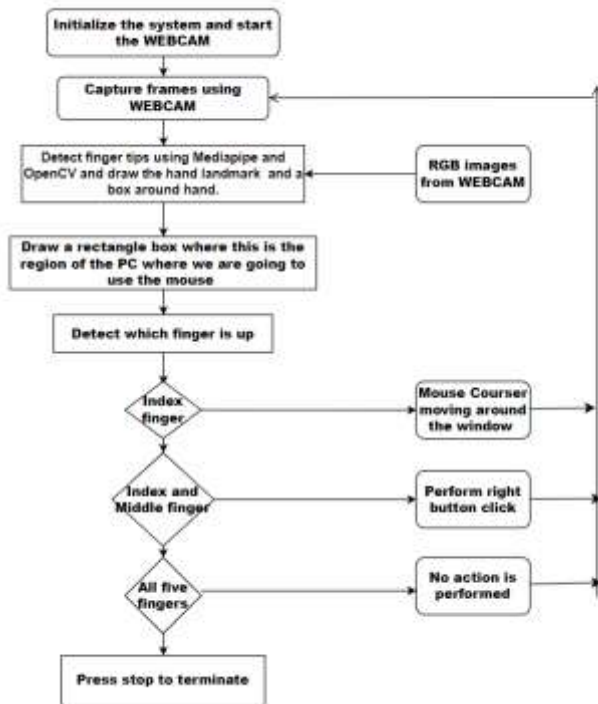 Initialize the system and start
the WEBCAM
Capture frames using
WEBCAM
Detect finger tips using Mediapipe and
OpenCV and draw the hand landmark and a
box around hand.
RGB images
from WEBCAM
Draw a rectangle box where this is the
region of the PC where we are going to
use the mouse
Detect which finger is up
Index
finger
Mouse Courser
moving around
the window
Index and
Middle finger
Perform right
button click
All five
fingers
No action is
performed
Press stop to terminate